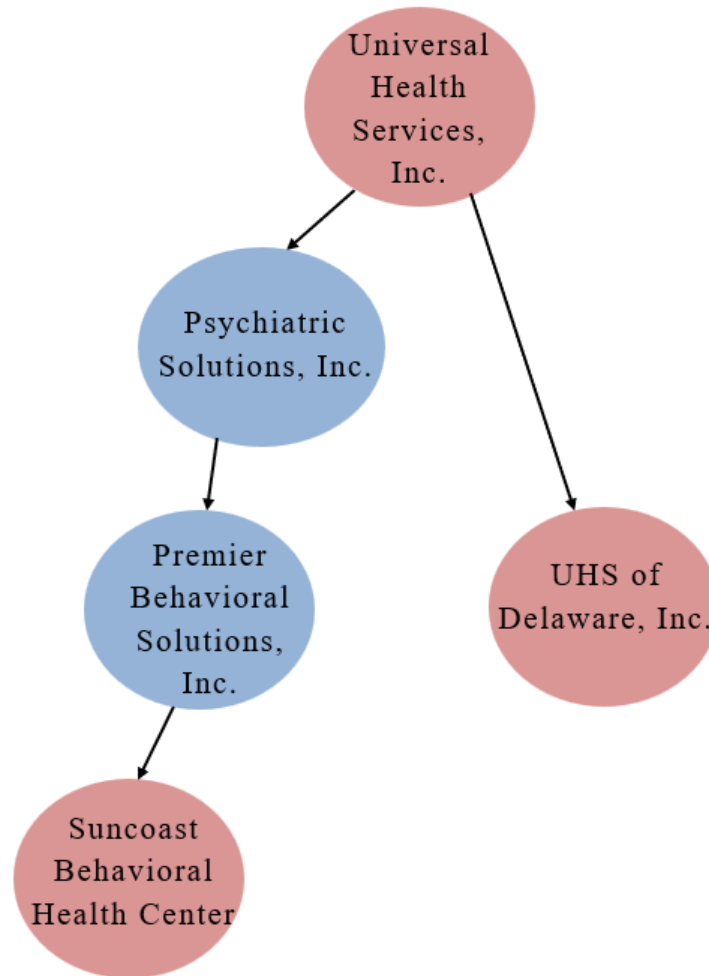 Universal
Health
Services,
Inc.
Psychiatric
Solutions, Inc.
Premier
Behavioral
Solutions,
Inc.
UHS of
Delaware, Inc.
Suncoast
Behavioral
Health Center